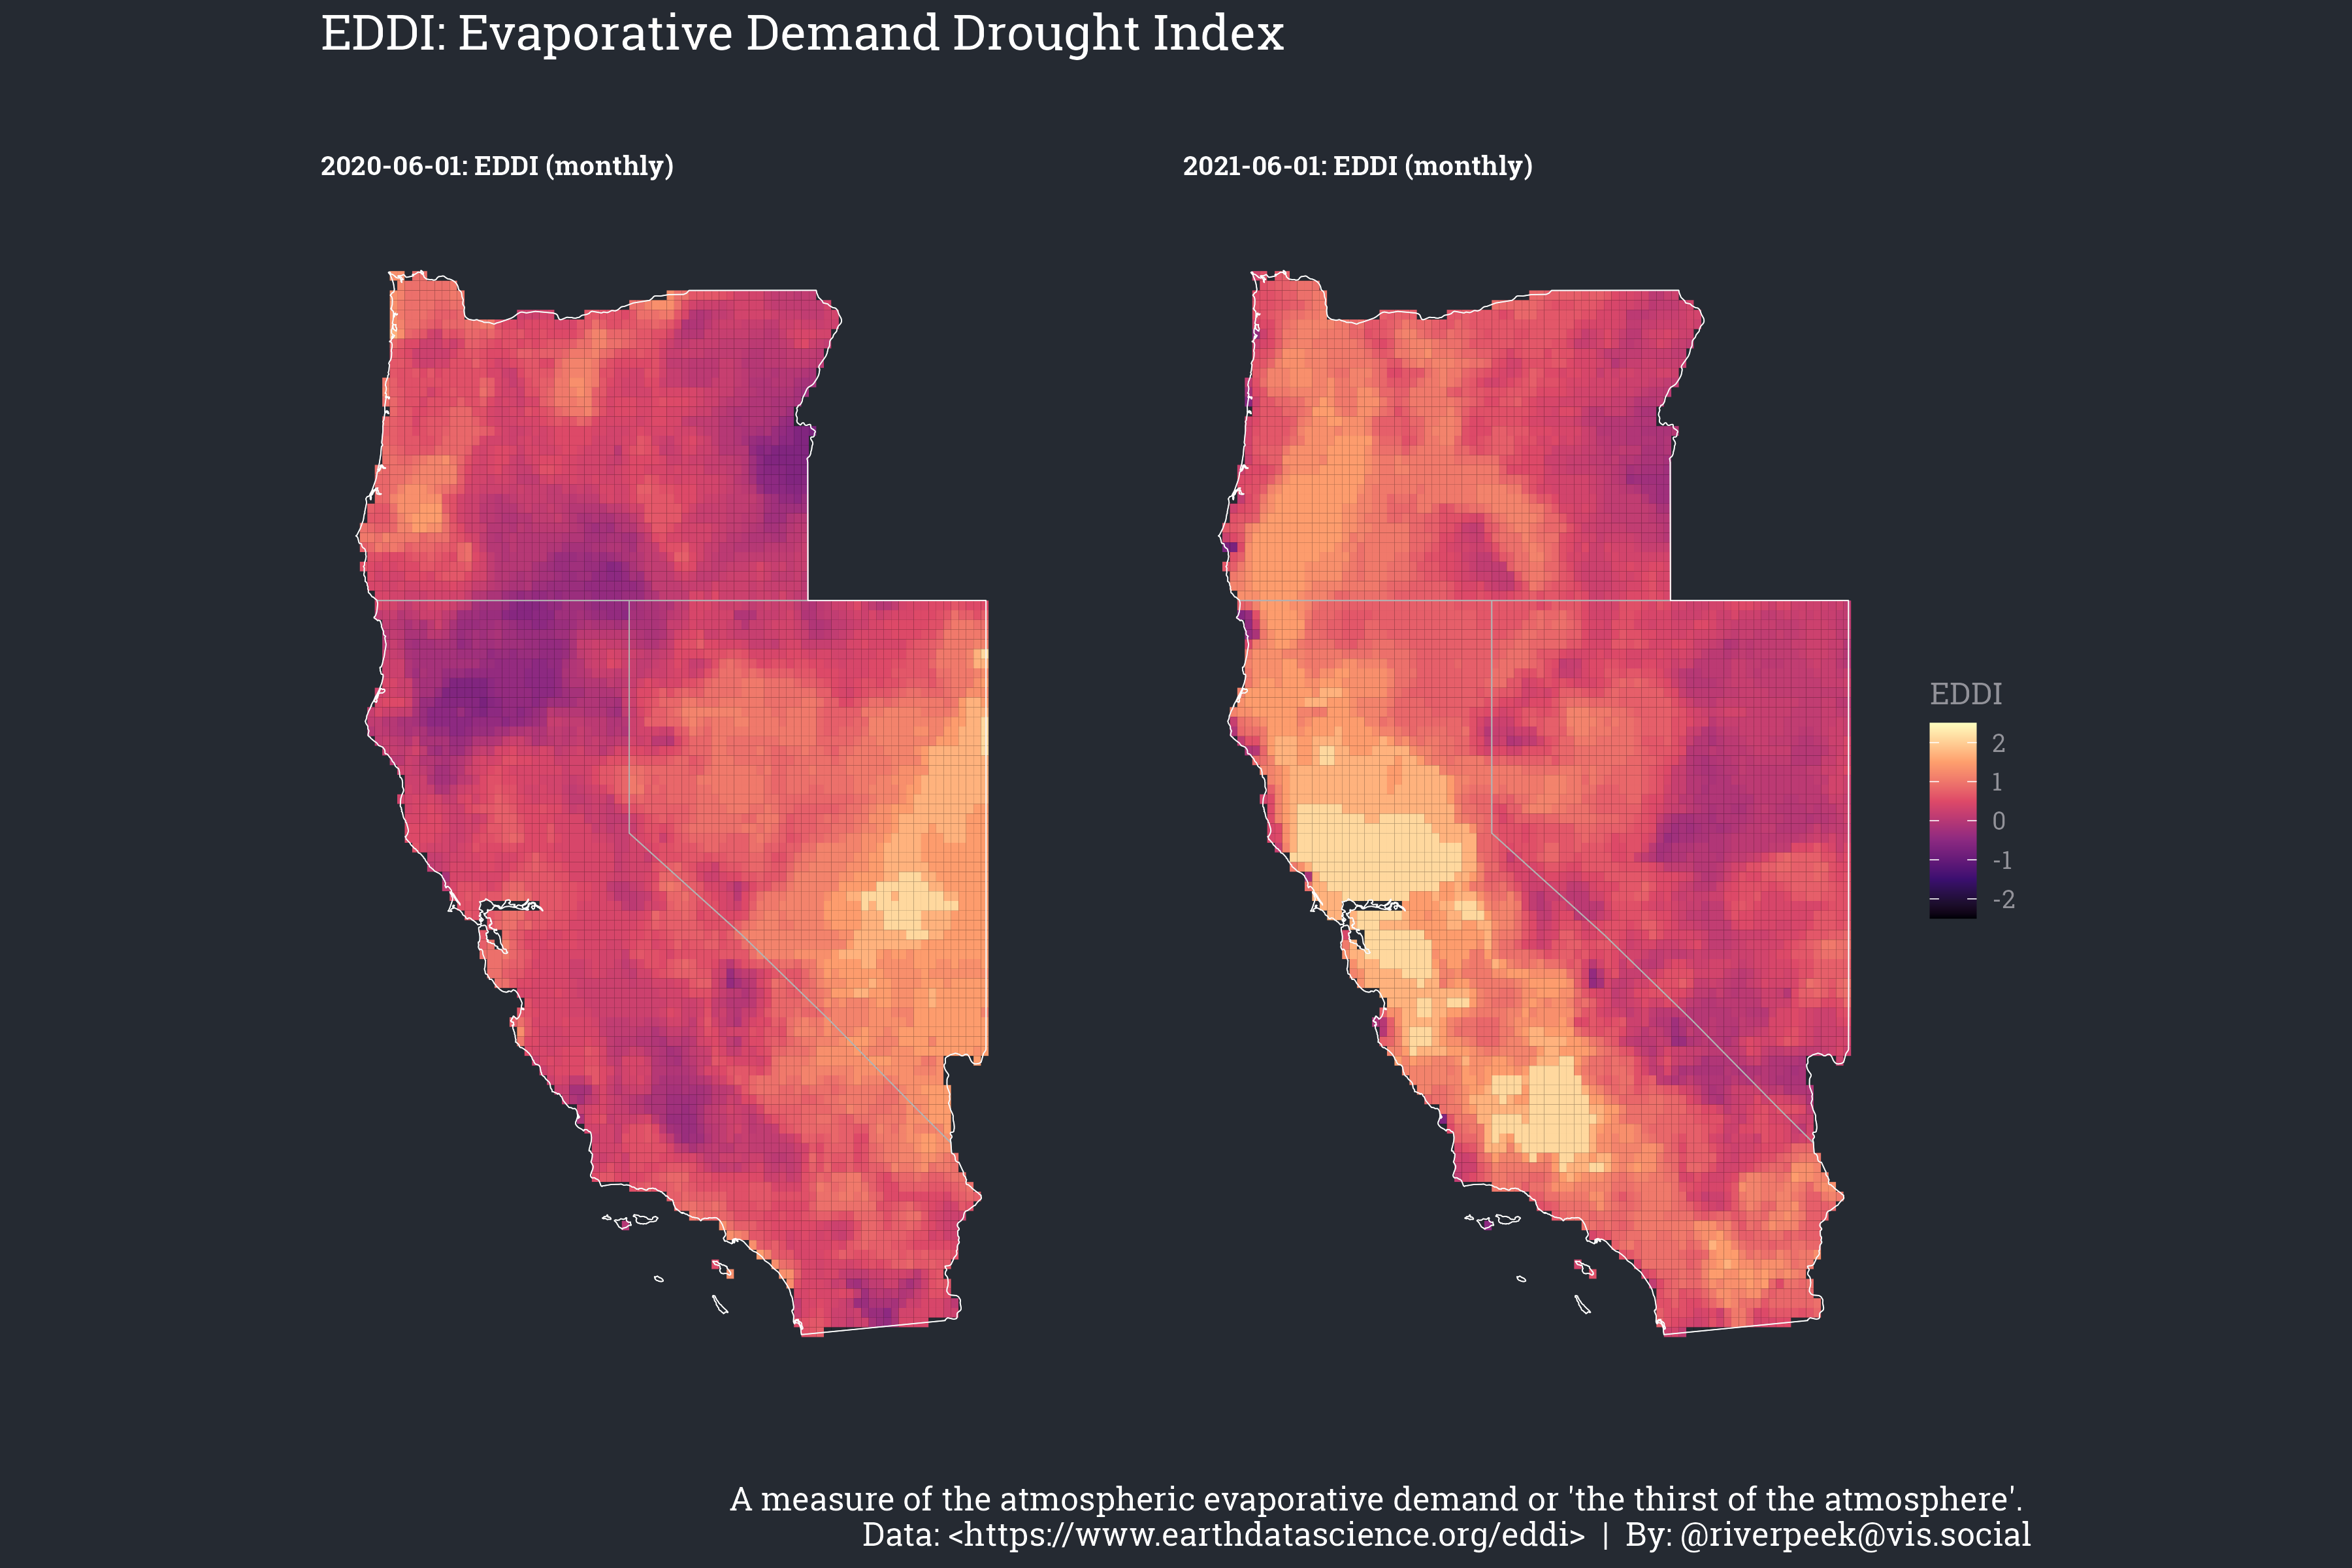 EDDI: Evaporative Demand Drought Index
2020-06-01: EDDI (monthly)
2021-06-01: EDDI (monthly)
EDDI
2
1
0
-1
-2
A measure of the atmospheric evaporative demand or 'the thirst of the atmosphere'.
Data: <https://www.earthdatascience.org/eddi> | By: @riverpeek@vis.social